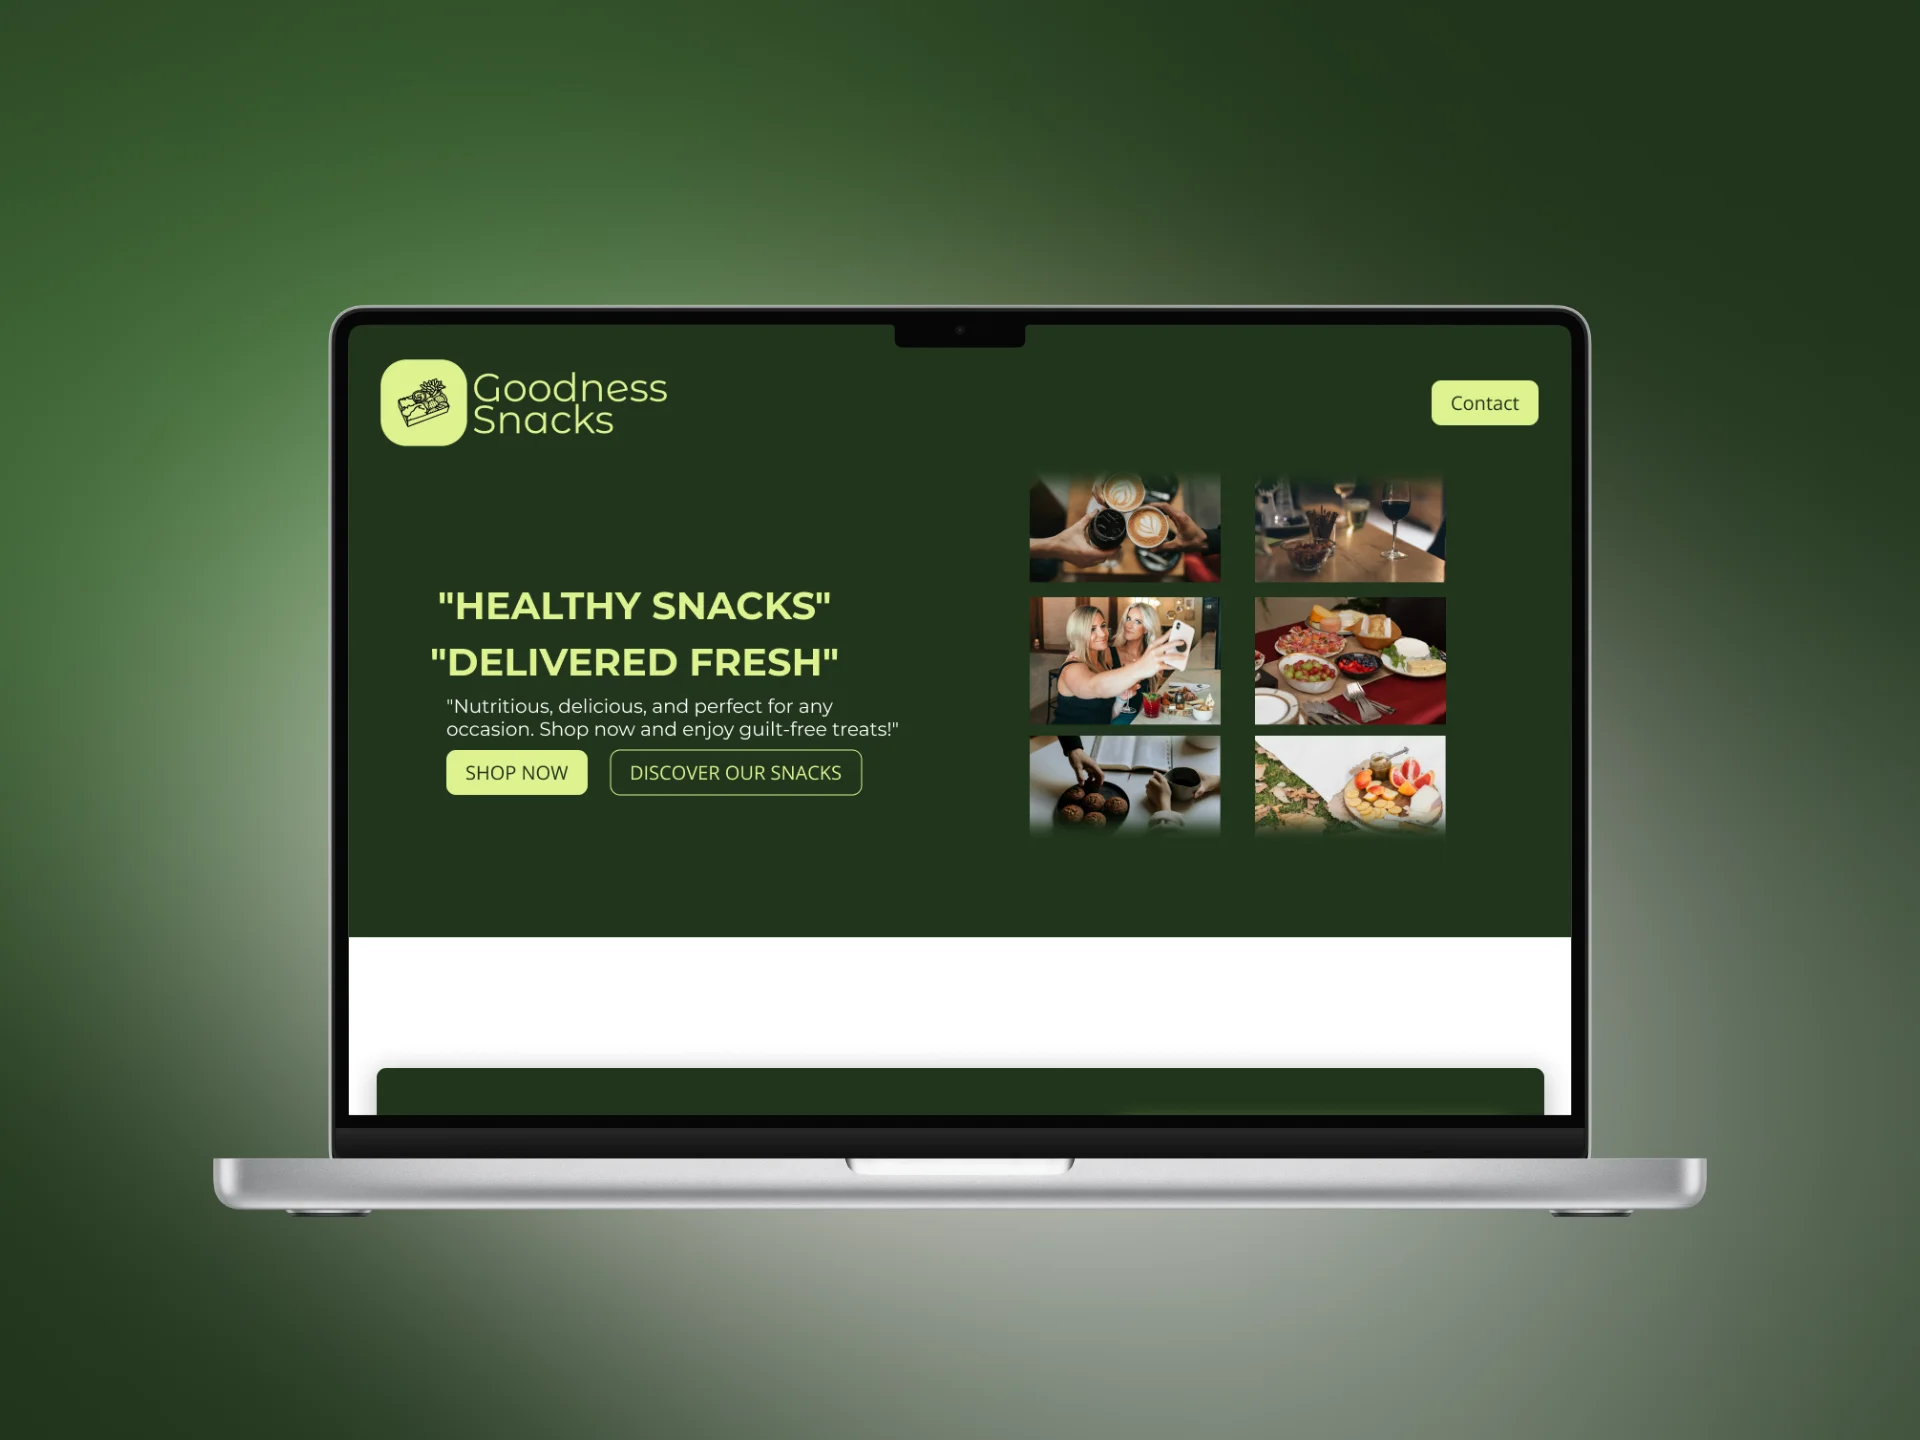 Goodness
Snacks
Contact
"HEALTHY SNACKS"
"DELIVERED FRESH"
"Nutritious, delicious, and perfect for any
occasion. Shop now and enjoy guilt-free treats!"
SHOP NOW
DISCOVER OUR SNACKS